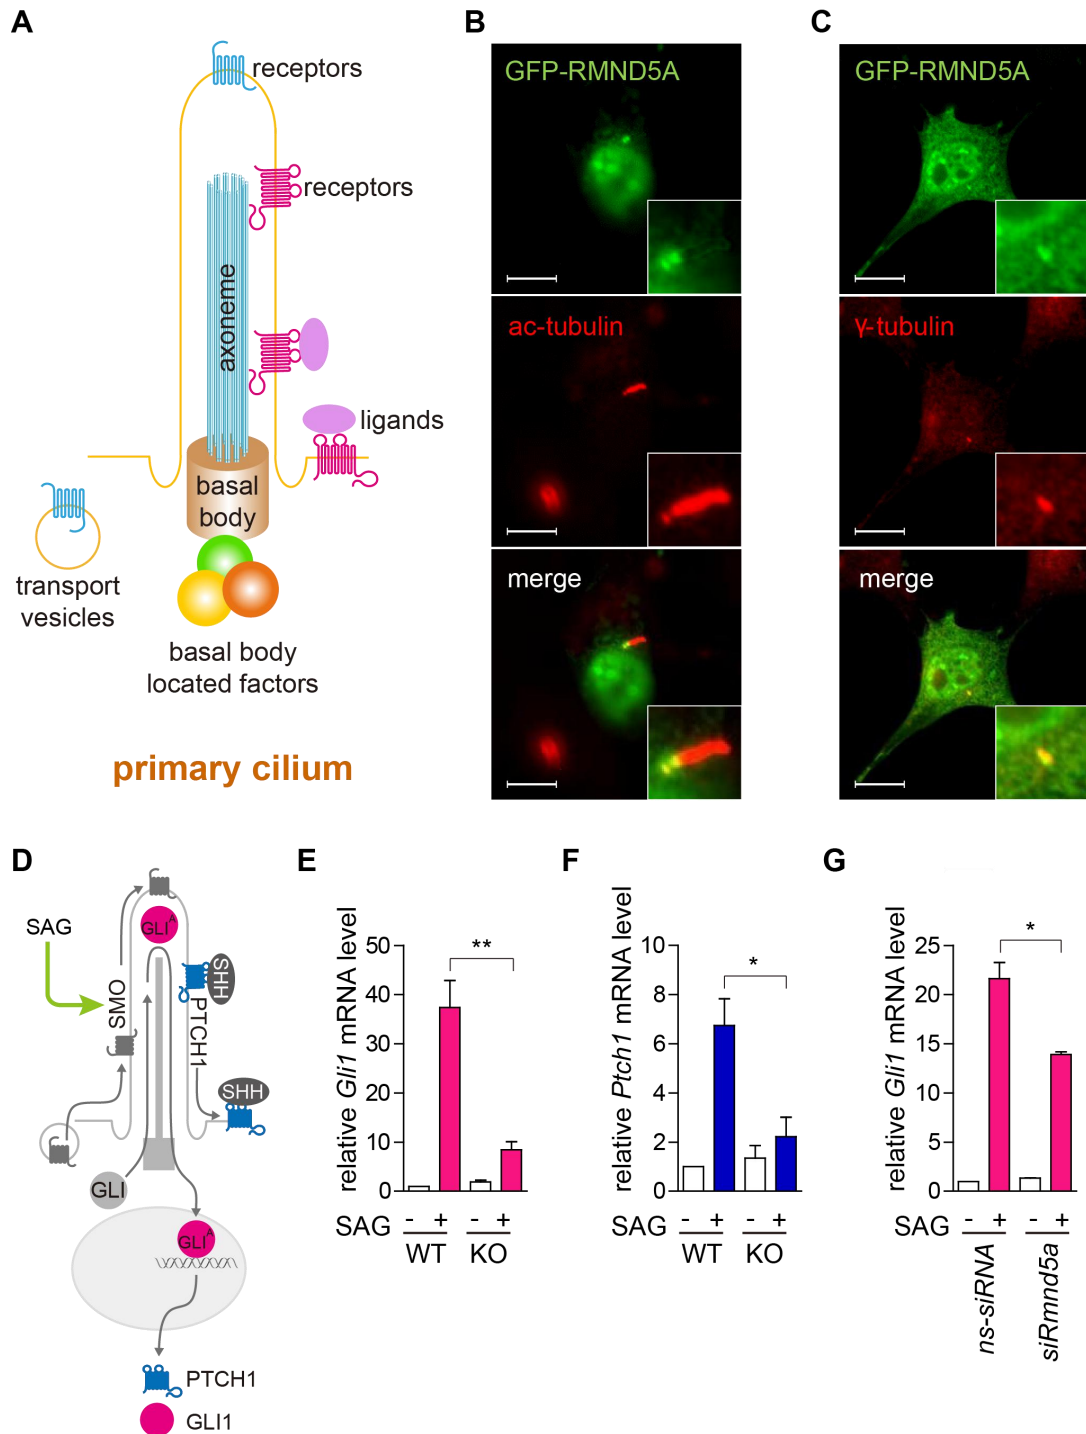 A
receptors
receptors
axoneme
ligands
basal
body
transport
vesicles
basal body
located factors
primary cilium
B
GFP-RMND5A
ac-tubulin
merge
C
GFP-RMND5A
γ-tubulin
merge
D
SAG
GLI^A
SMO
SHH
PTCH1
SHH
GLI
GLI^A
PTCH1
GLI1
E
relative Gli1 mRNA level
50
40
30
20
10
0
**
SAG - + - +
WT KO
F
relative Ptch1 mRNA level
10
8
6
4
2
0
*
SAG - + - +
WT KO
G
relative Gli1 mRNA level
25
20
15
10
5
0
*
SAG - + - +
ns-siRNA
siRmnd5a